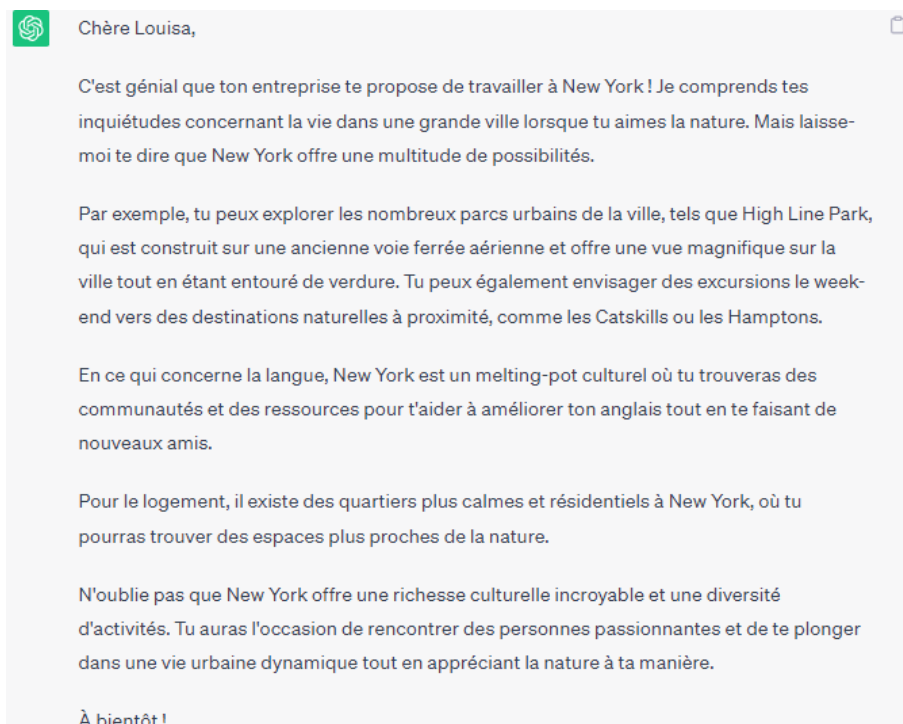 Chère Louisa,
C'est génial que ton entreprise te propose de travailler à New York ! Je comprends tes
inquiétudes concernant la vie dans une grande ville lorsque tu aimes la nature. Mais laisse-
moi te dire que New York offre une multitude de possibilités.
Par exemple, tu peux explorer les nombreux parcs urbains de la ville, tels que High Line Park,
qui est construit sur une ancienne voie ferrée aérienne et offre une vue magnifique sur la
ville tout en étant entouré de verdure. Tu peux également envisager des excursions le week-
end vers des destinations naturelles à proximité, comme les Catskills ou les Hamptons.
En ce qui concerne la langue, New York est un melting-pot culturel où tu trouveras des
communautés et des ressources pour t'aider à améliorer ton anglais tout en te faisant de
nouveaux amis.
Pour le logement, il existe des quartiers plus calmes et résidentiels à New York, où tu
pourras trouver des espaces plus proches de la nature.
N'oublie pas que New York offre une richesse culturelle incroyable et une diversité
d'activités. Tu auras l'occasion de rencontrer des personnes passionnantes et de te plonger
dans une vie urbaine dynamique tout en appréciant la nature à ta manière.
À bientôt !